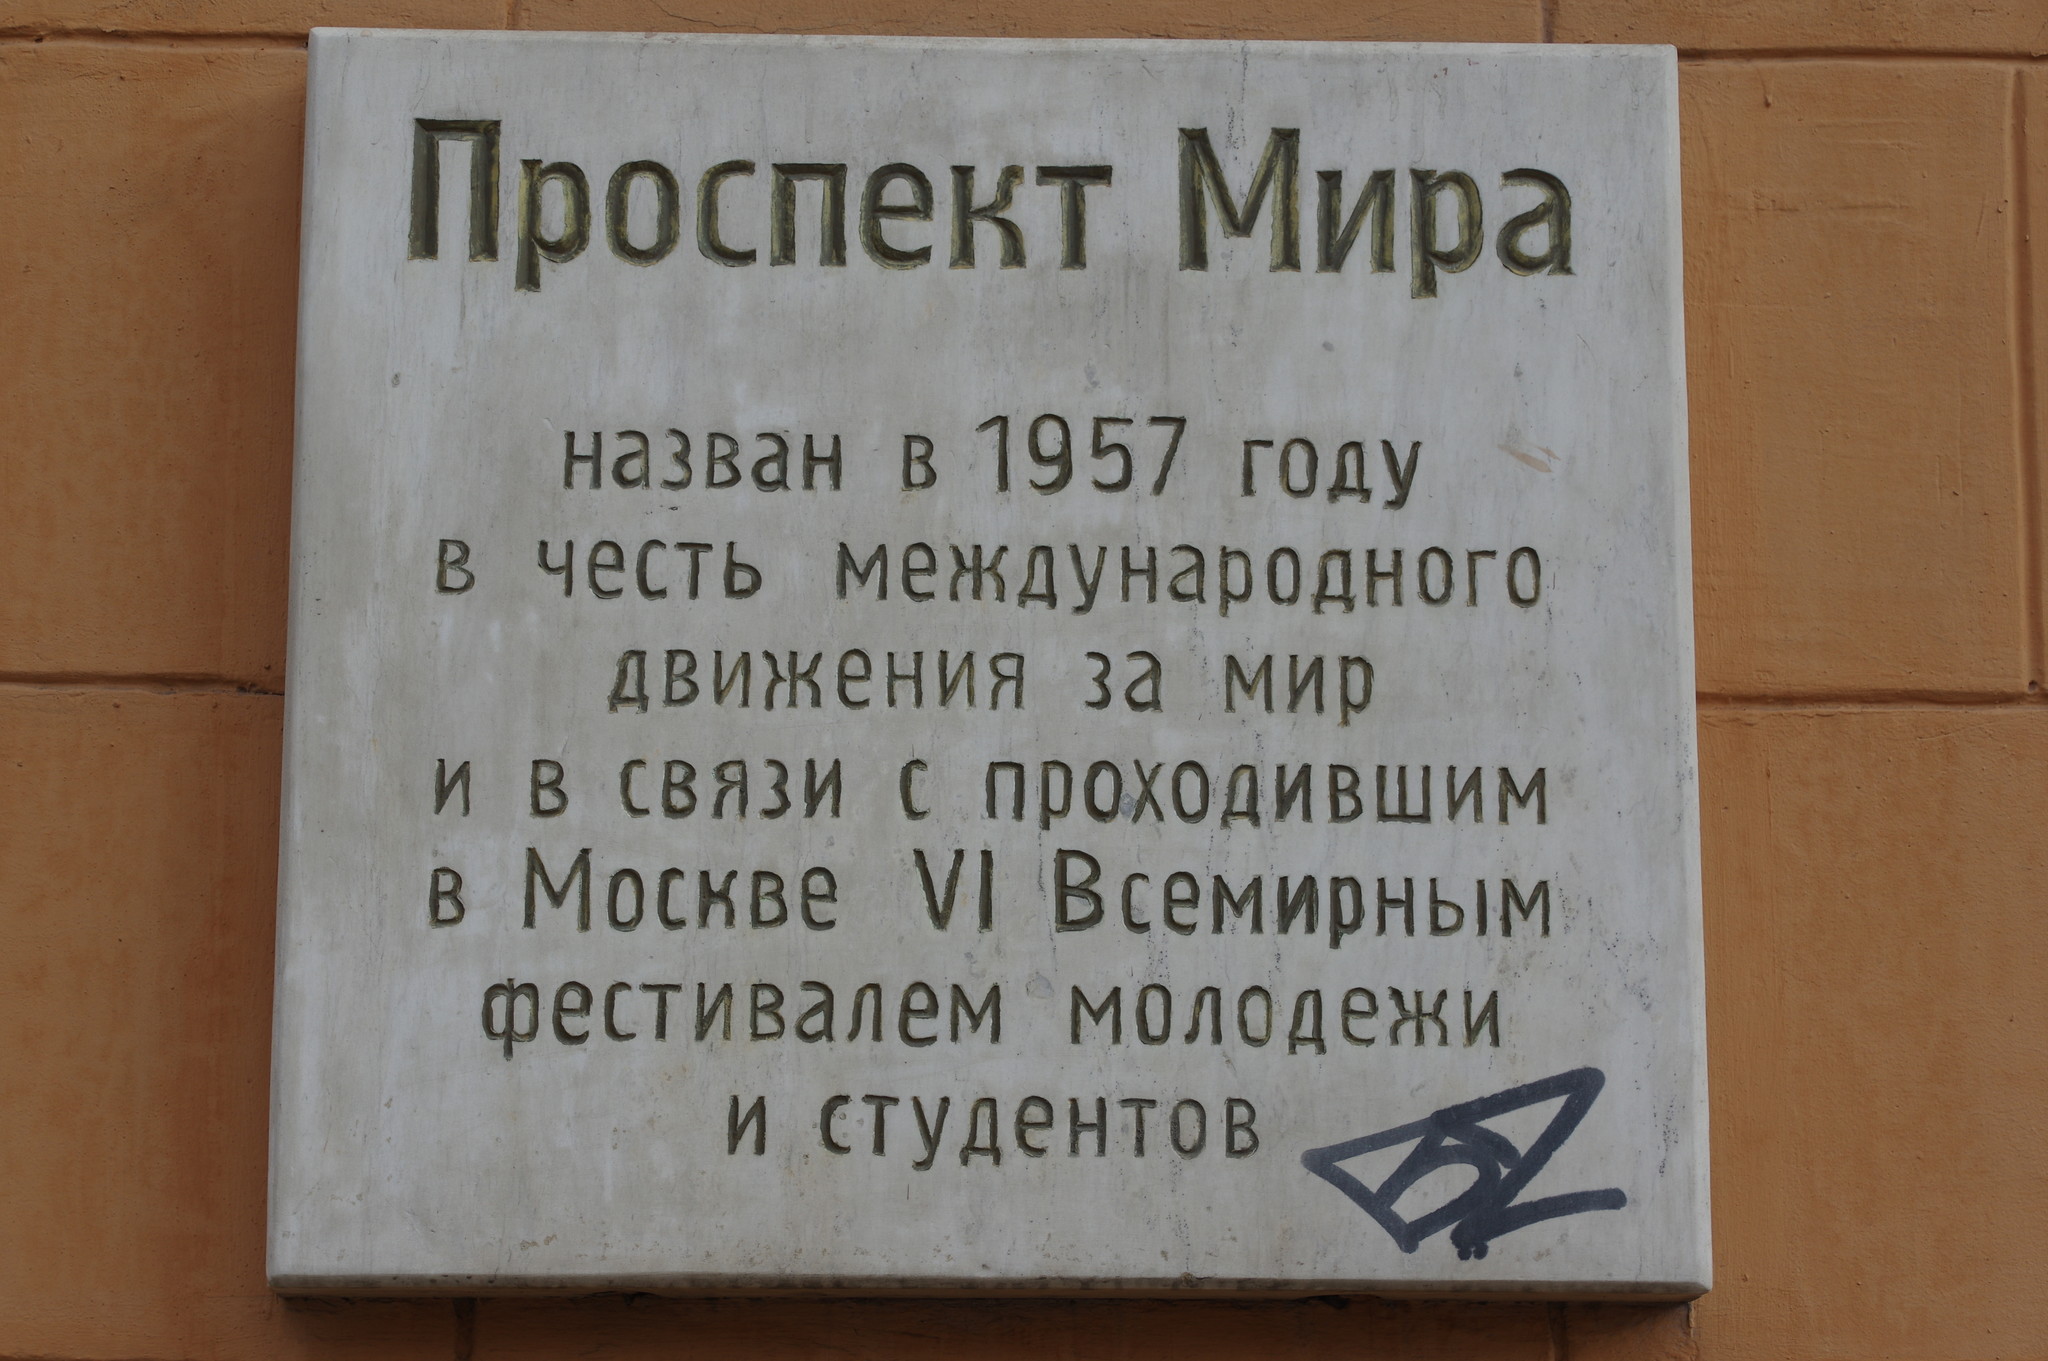 Проспект Мира
назван в 1957 году
в честь международного
движения за мир
и в связи с проходившим
в Москве VI Всемирным
фестивалем молодежи
и студентов